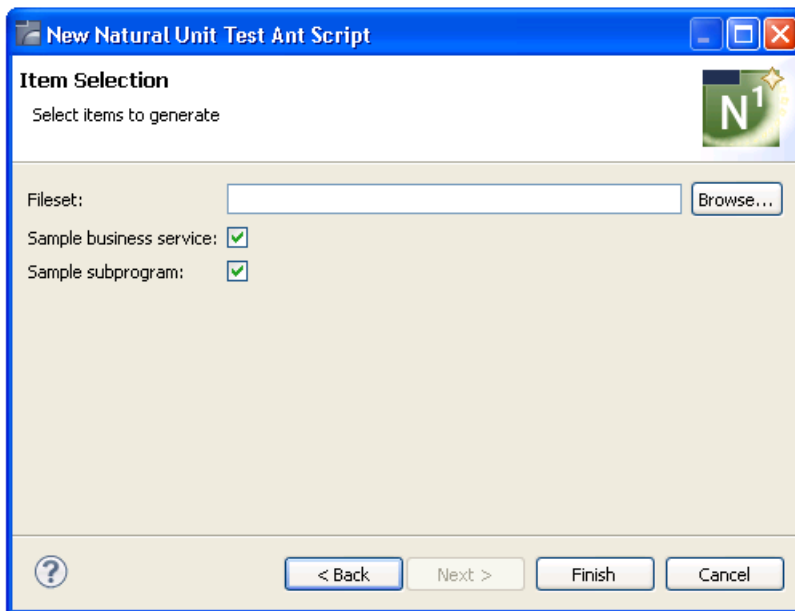 New Natural Unit Test Ant Script
Item Selection
Select items to generate
N1
Fileset:
Browse...
Sample business service:
Sample subprogram:
?
< Back
Next >
Finish
Cancel